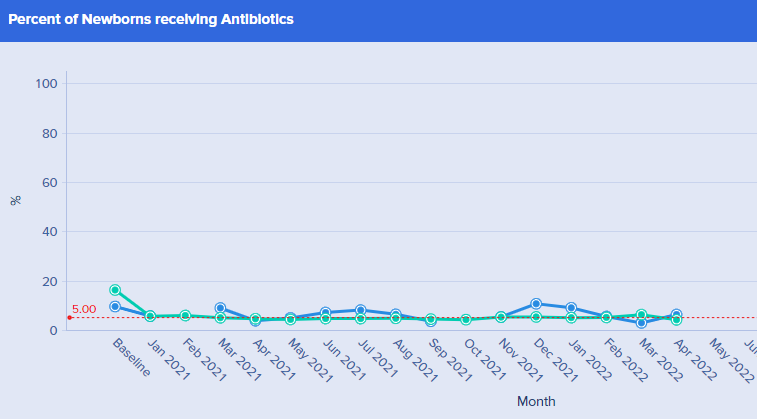 Percent of Newborns receiving Antibiotics
100
80
60
40
20
0
%
5.00
Baseline
Jan 2021
Feb 2021
Mar 2021
Apr 2021
May 2021
Jun 2021
Jul 2021
Aug 2021
Sep 2021
Oct 2021
Nov 2021
Dec 2021
Jan 2022
Feb 2022
Mar 2022
Apr 2022
May 2022
Month